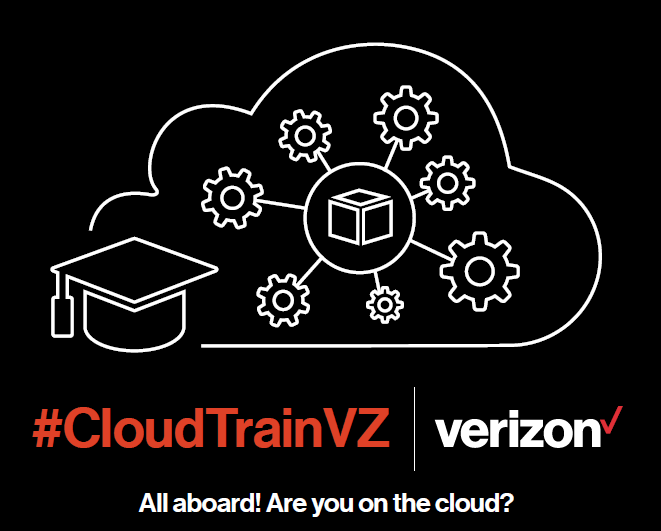 #CloudTrainVZ
verizon✓
All aboard! Are you on the cloud?